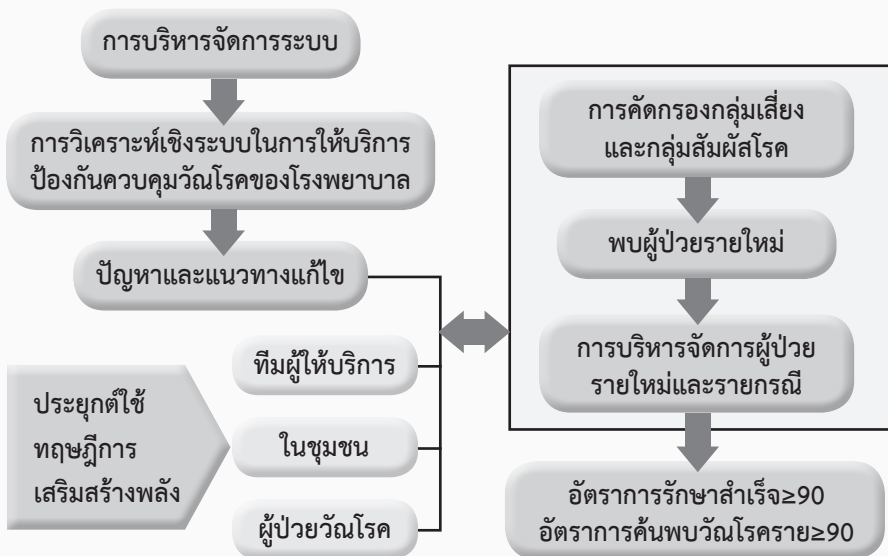 การบริหารจัดการระบบ
การวิเคราะห์เชิงระบบในการให้บริการ
ป้องกันควบคุมวัณโรคของโรงพยาบาล
ปัญหาและแนวทางแก้ไข
ประยุกต์ใช้
ทฤษฎีการ
เสริมสร้างพลัง
ทีมผู้ให้บริการ
ในชุมชน
ผู้ป่วยวัณโรค
การคัดกรองกลุ่มเสี่ยง
และกลุ่มสัมผัสโรค
พบผู้ป่วยรายใหม่
การบริหารจัดการผู้ป่วย
รายใหม่และรายกรณี
อัตราการรักษาสำเร็จ≥90
อัตราการค้นพบวัณโรคราย≥90